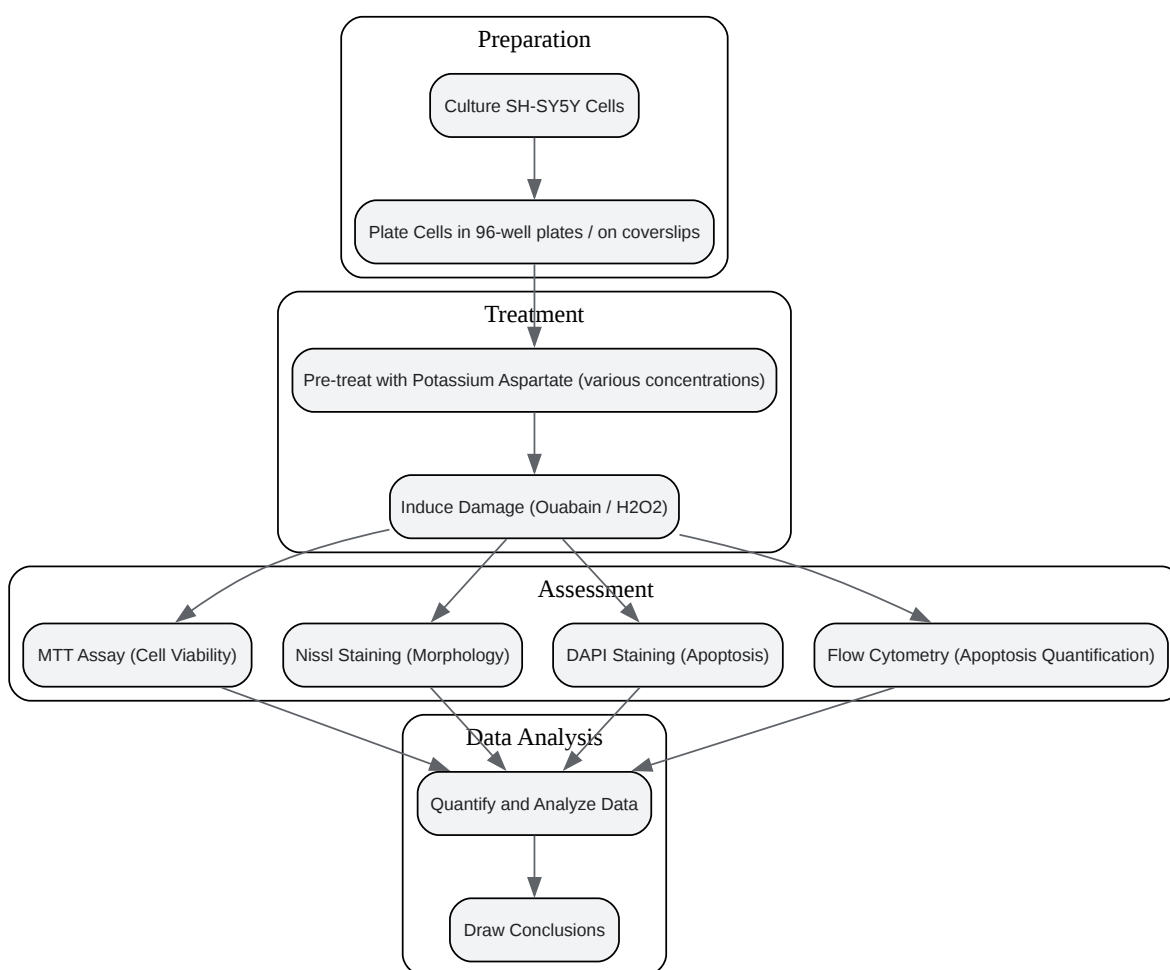 Preparation
Culture SH-SY5Y Cells
Plate Cells in 96-well plates / on coverslips
Treatment
Pre-treat with Potassium Aspartate (various concentrations)
Induce Damage (Ouabain / H2O2)
Assessment
MTT Assay (Cell Viability)
Nissl Staining (Morphology)
DAPI Staining (Apoptosis)
Flow Cytometry (Apoptosis Quantification)
Data Analysis
Quantify and Analyze Data
Draw Conclusions